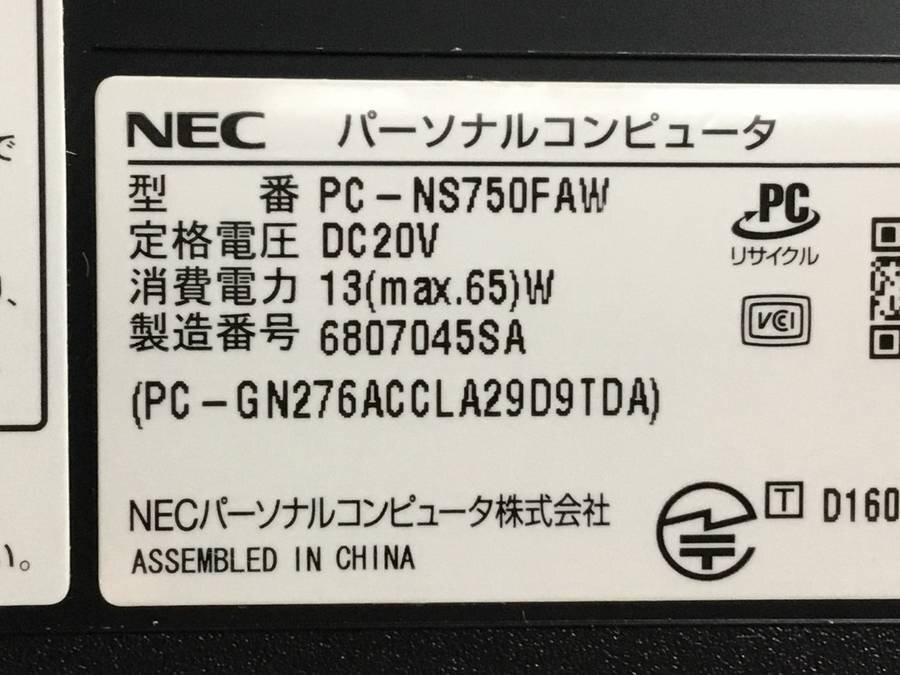 NEC パーソナルコンピュータ
型 番 PC-NS750FAW
定格電圧 DC20V
消費電力 13(max.65)W
製造番号 6807045SA
(PC-GN276ACCLA29D9TDA)
PC
リサイクル
VCCI
NECパーソナルコンピュータ株式会社
ASSEMBLED IN CHINA
T D160
で
、
い。